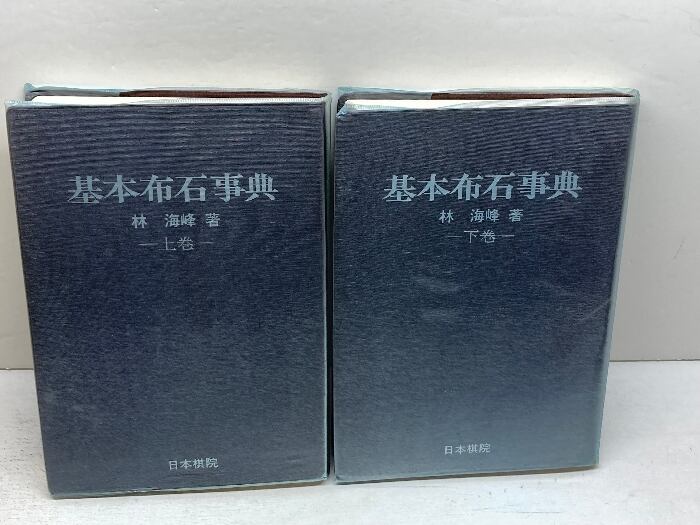 基本布石事典
林 海峰 著
―上巻―
日本棋院
基本布石事典
林 海峰 著
下巻―
日本棋院